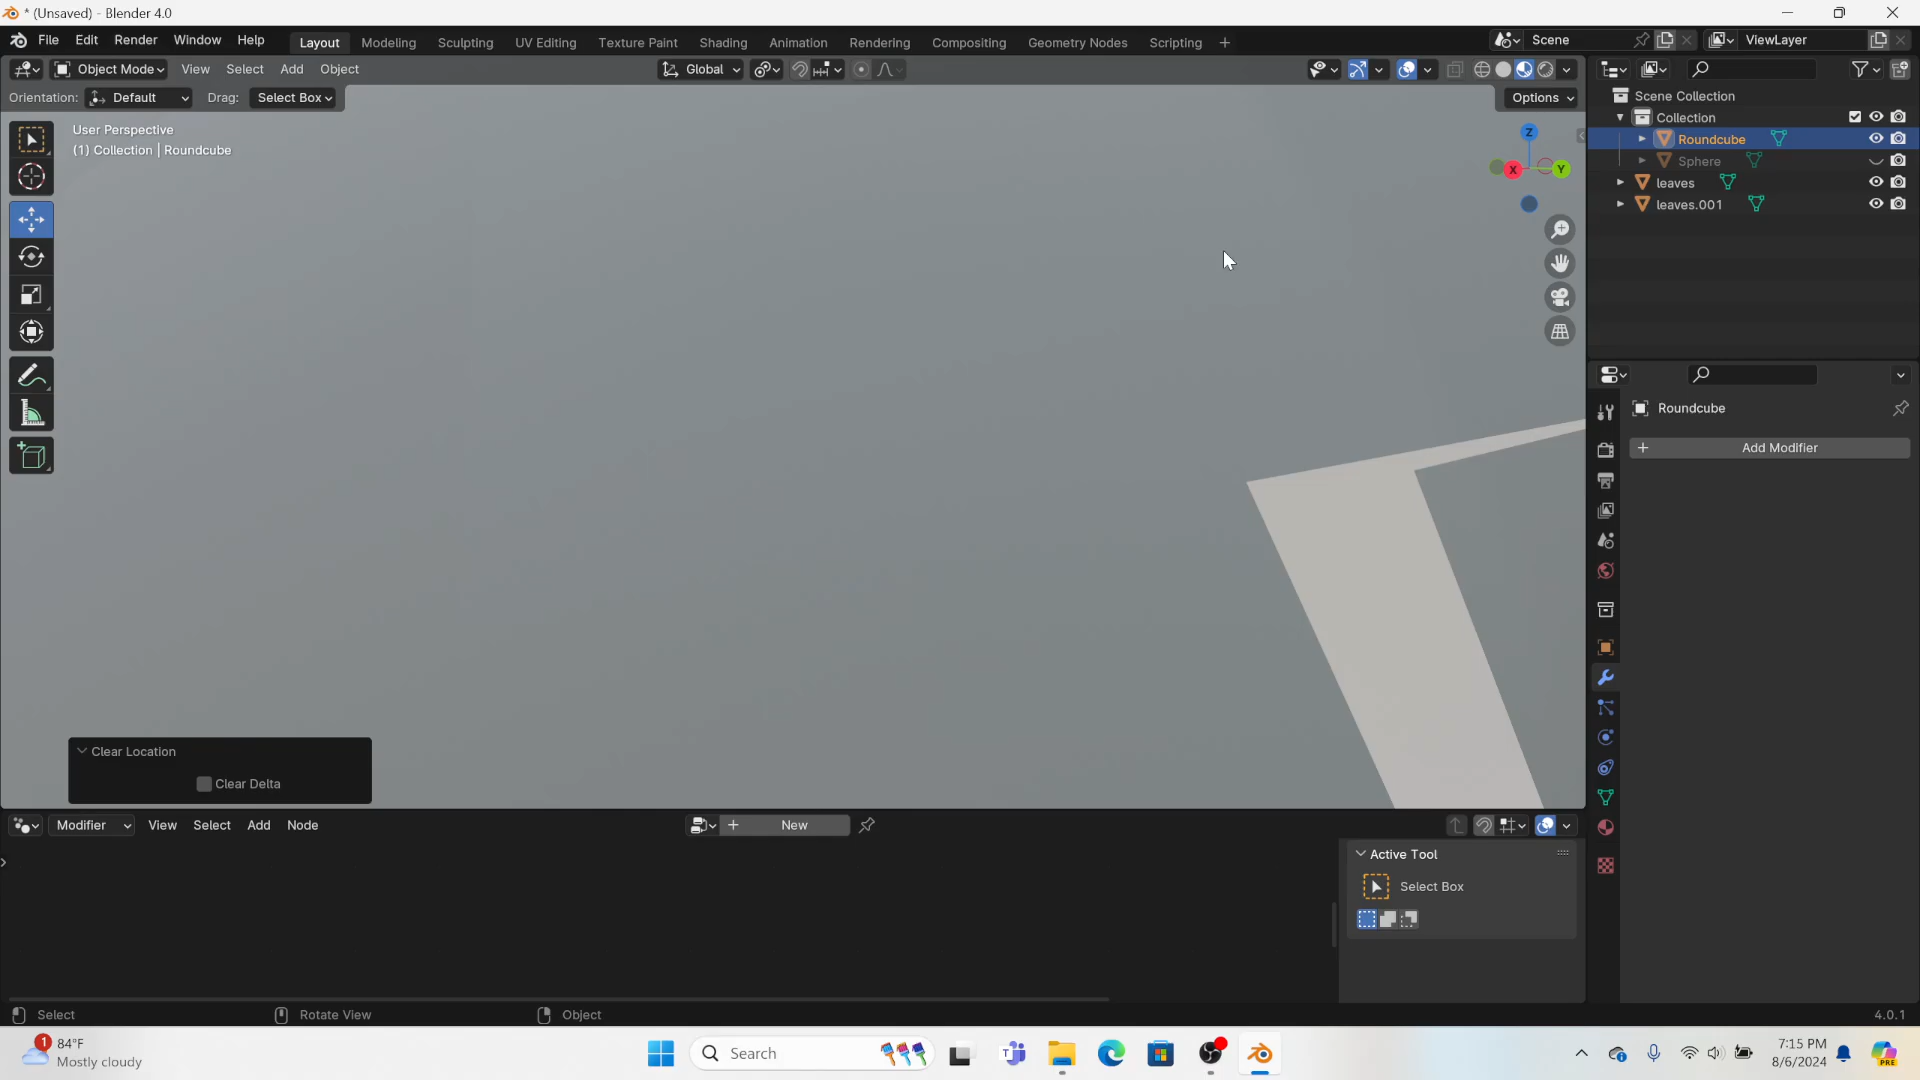 * (Unsaved) - Blender 4.0
File Edit Render Window Help Layout Modeling Sculpting UV Editing Texture Paint Shading Animation Rendering Compositing Geometry Nodes Scripting + Scene ViewLayer
Object Mode View Select Add Object Global
Orientation: Default Drag: Select Box Options
Scene Collection
Collection
Roundcube
Sphere
leaves
leaves.001
User Perspective
(1) Collection | Roundcube
Z
X
Y
Roundcube
+ Add Modifier
Clear Location
Clear Delta
Modifier View Select Add Node + New
Active Tool
Select Box
Select Rotate View Object 4.0.1
1
84°F
Mostly cloudy
Search
7:15 PM
8/6/2024
PRE